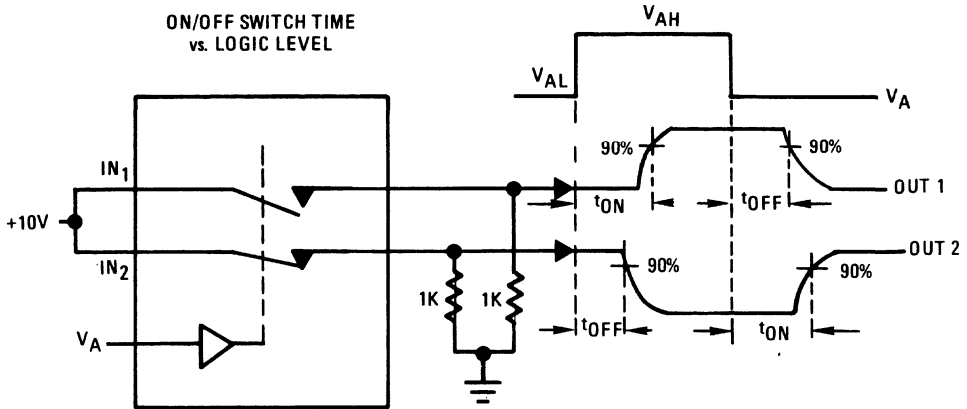 ON/OFF SWITCH TIME
vs. LOGIC LEVEL
VAH
VAL
VA
IN1
90%
90%
OUT 1
tON
tOFF
+10V
IN2
OUT 2
90%
90%
1K
1K
tOFF
tON
VA